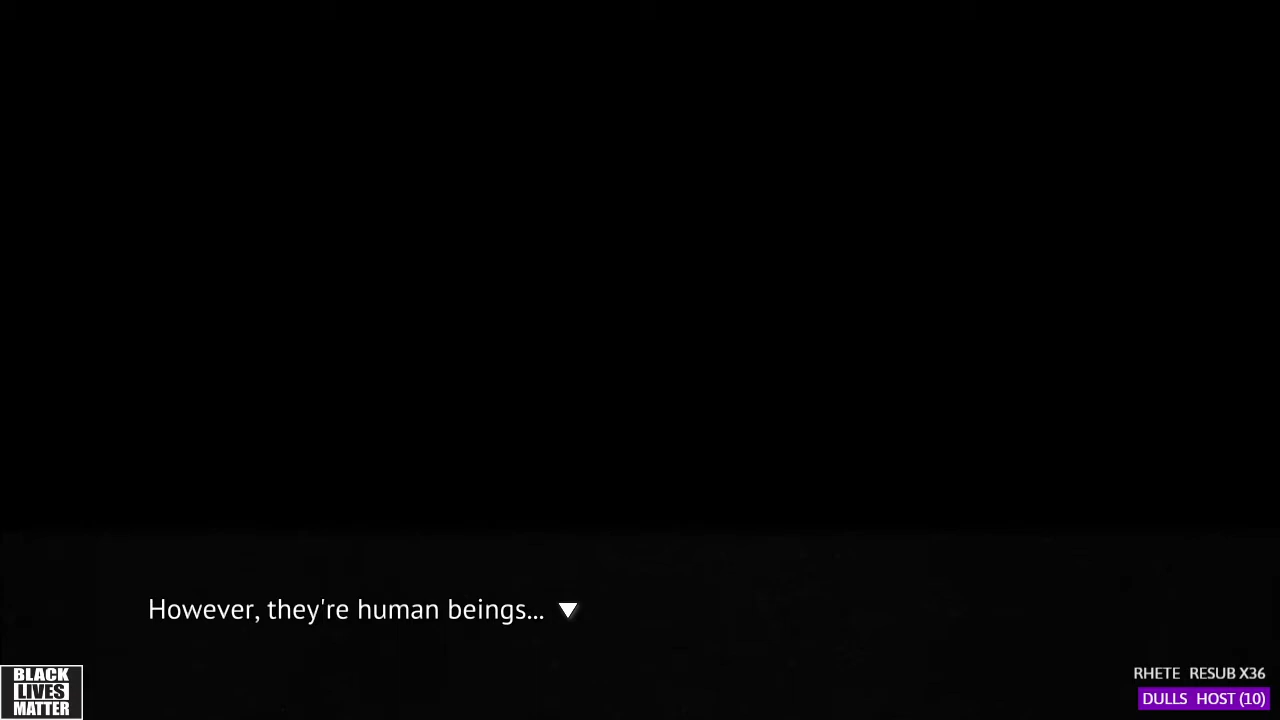 However, they're human beings...
BLACK
LIVES
MATTER
RHETE RESUB X36
DULLS HOST (10)